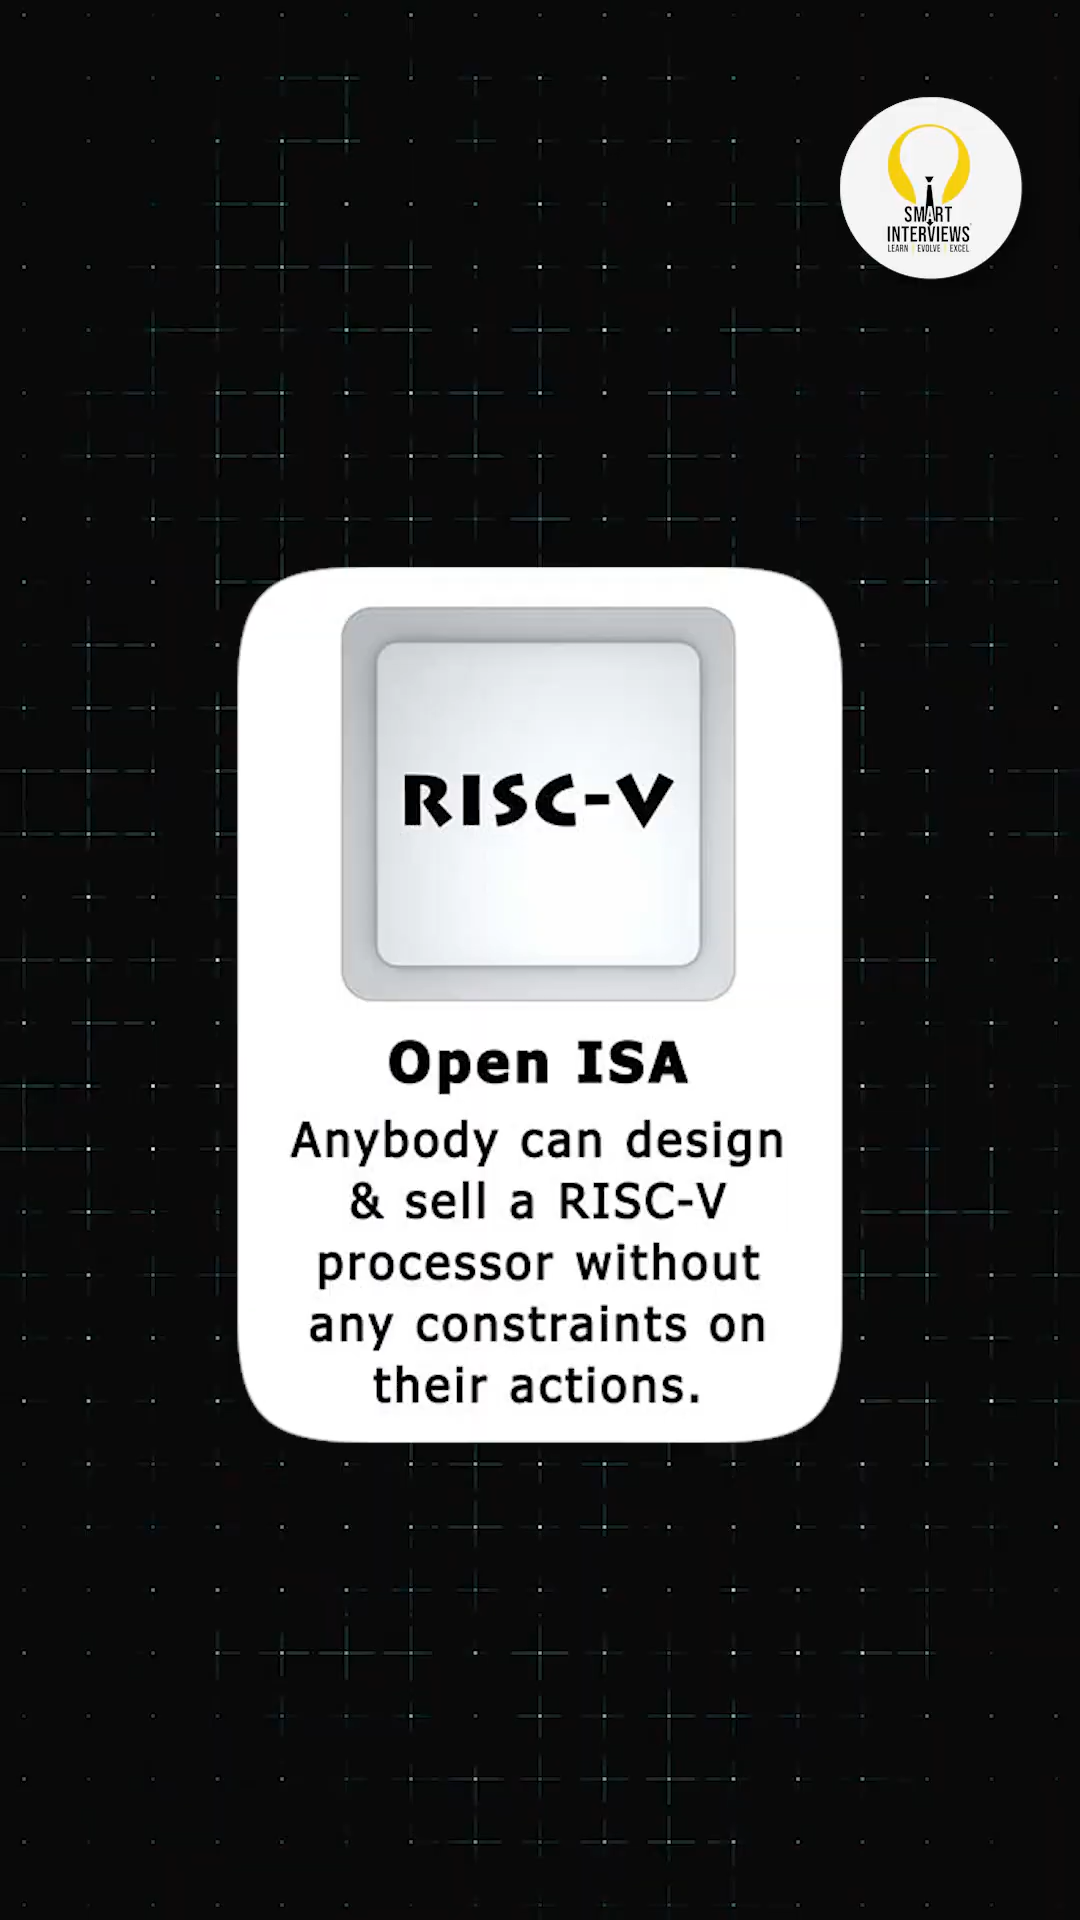 SMART
INTERVIEWS
LEARN | EVOLVE | EXCEL
RISC-V
Open ISA
Anybody can design
& sell a RISC-V
processor without
any constraints on
their actions.